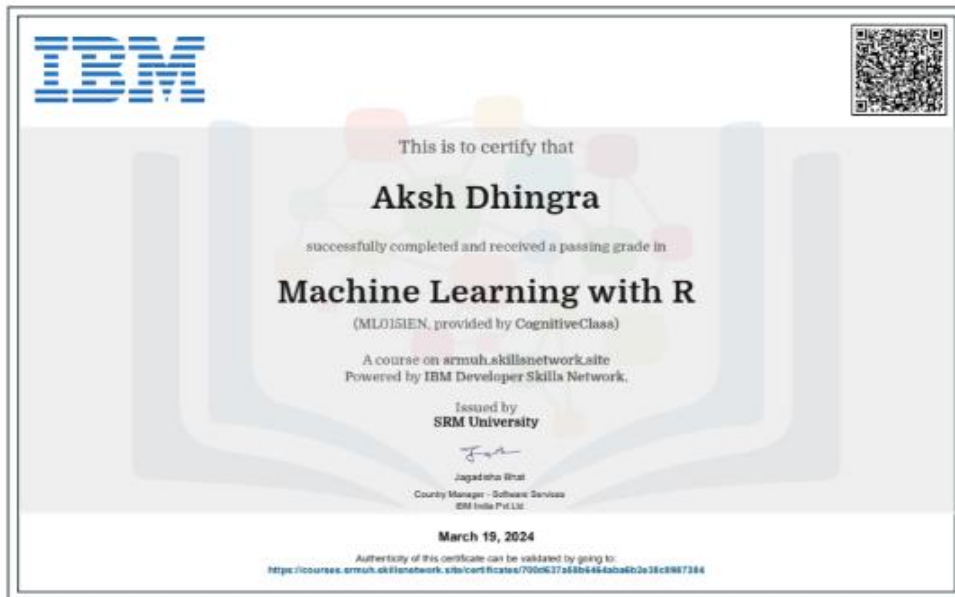 IBM
This is to certify that
Aksh Dhingra
successfully completed and received a passing grade in
Machine Learning with R
(ML0151EN, provided by CognitiveClass)
A course on srmuh.skillsnetwork.site
Powered by IBM Developer Skills Network.
Issued by
SRM University
Jagadisha Bhat
Country Manager - Software Services
IBM India Pvt Ltd
March 19, 2024
Authenticity of this certificate can be validated by going to: